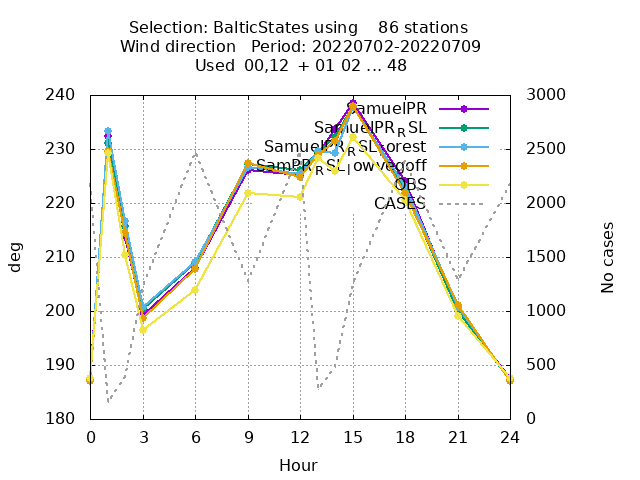 Selection: BalticStates using    86 stations
Wind direction   Period: 20220702-20220709
Used  00,12  + 01 02 ... 48
240
230
220
210
200
190
180
deg
3000
2500
2000
1500
1000
500
0
No cases
SamuelPR
SamuelPR_RSL
OBS
CASES
0 3 6 9 12 15 18 21 24
Hour